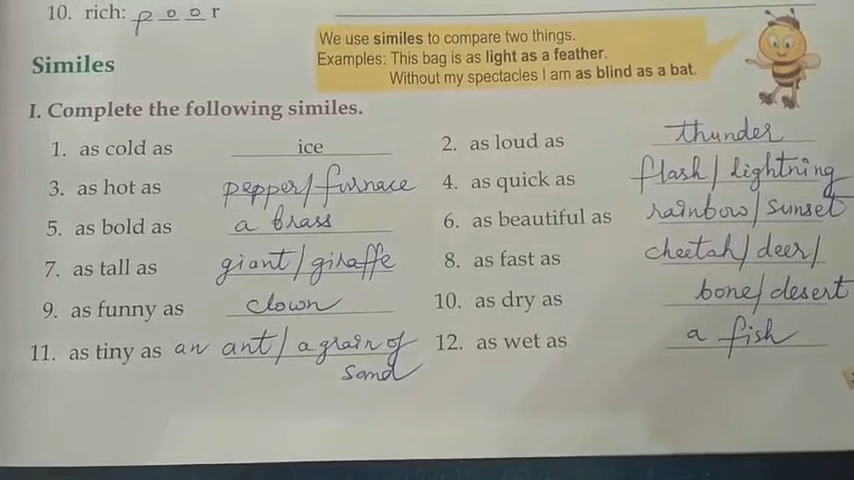 10. rich: p o o r
We use similes to compare two things.
Examples: This bag is as light as a feather.
Without my spectacles I am as blind as a bat.
Similes
I. Complete the following similes.
1. as cold as ice
2. as loud as thunder
3. as hot as pepper/furnace
4. as quick as flash/lightning
5. as bold as a brass
6. as beautiful as rainbow/sunset
7. as tall as giant/giraffe
8. as fast as cheetah/deer/
9. as funny as clown
10. as dry as bone/desert
11. as tiny as an ant/a grain of
sand
12. as wet as a fish